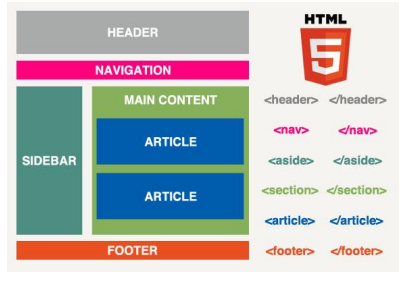 HEADER
NAVIGATION
SIDEBAR
MAIN CONTENT
ARTICLE
ARTICLE
FOOTER
HTML
5
<header> </header>
<nav> </nav>
<aside> </aside>
<section> </section>
<article> </article>
<footer> </footer>